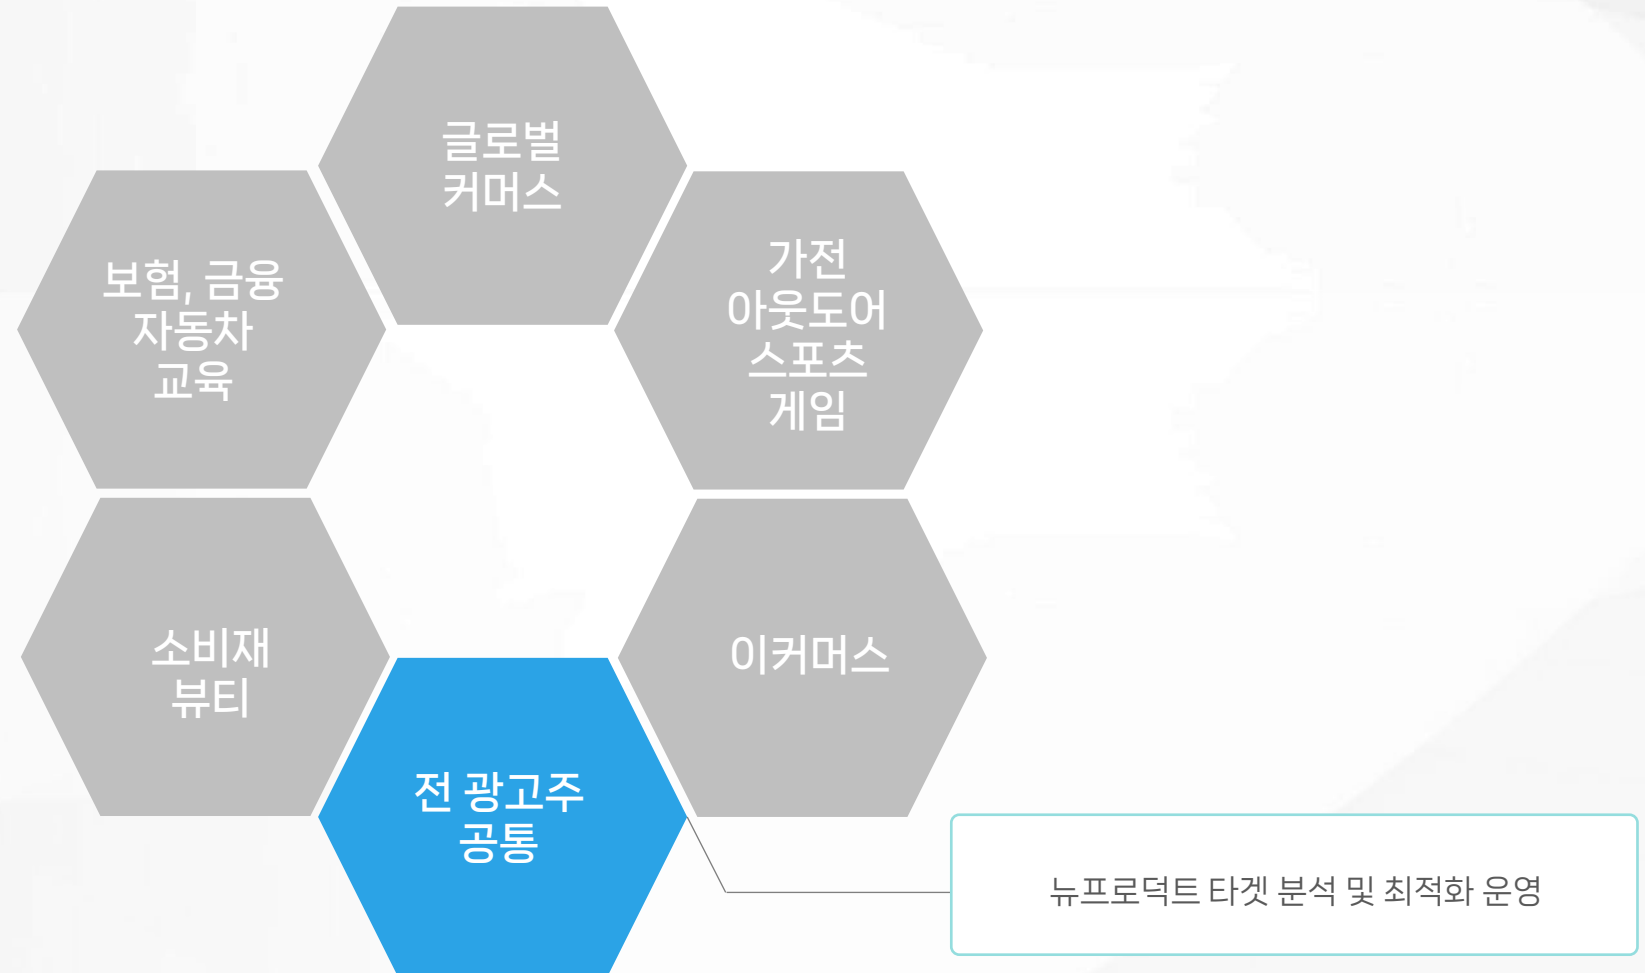 글로벌
커머스
보험, 금융
자동차
교육
가전
아웃도어
스포츠
게임
소비재
뷰티
이커머스
전 광고주
공통
뉴프로덕트 타겟 분석 및 최적화 운영